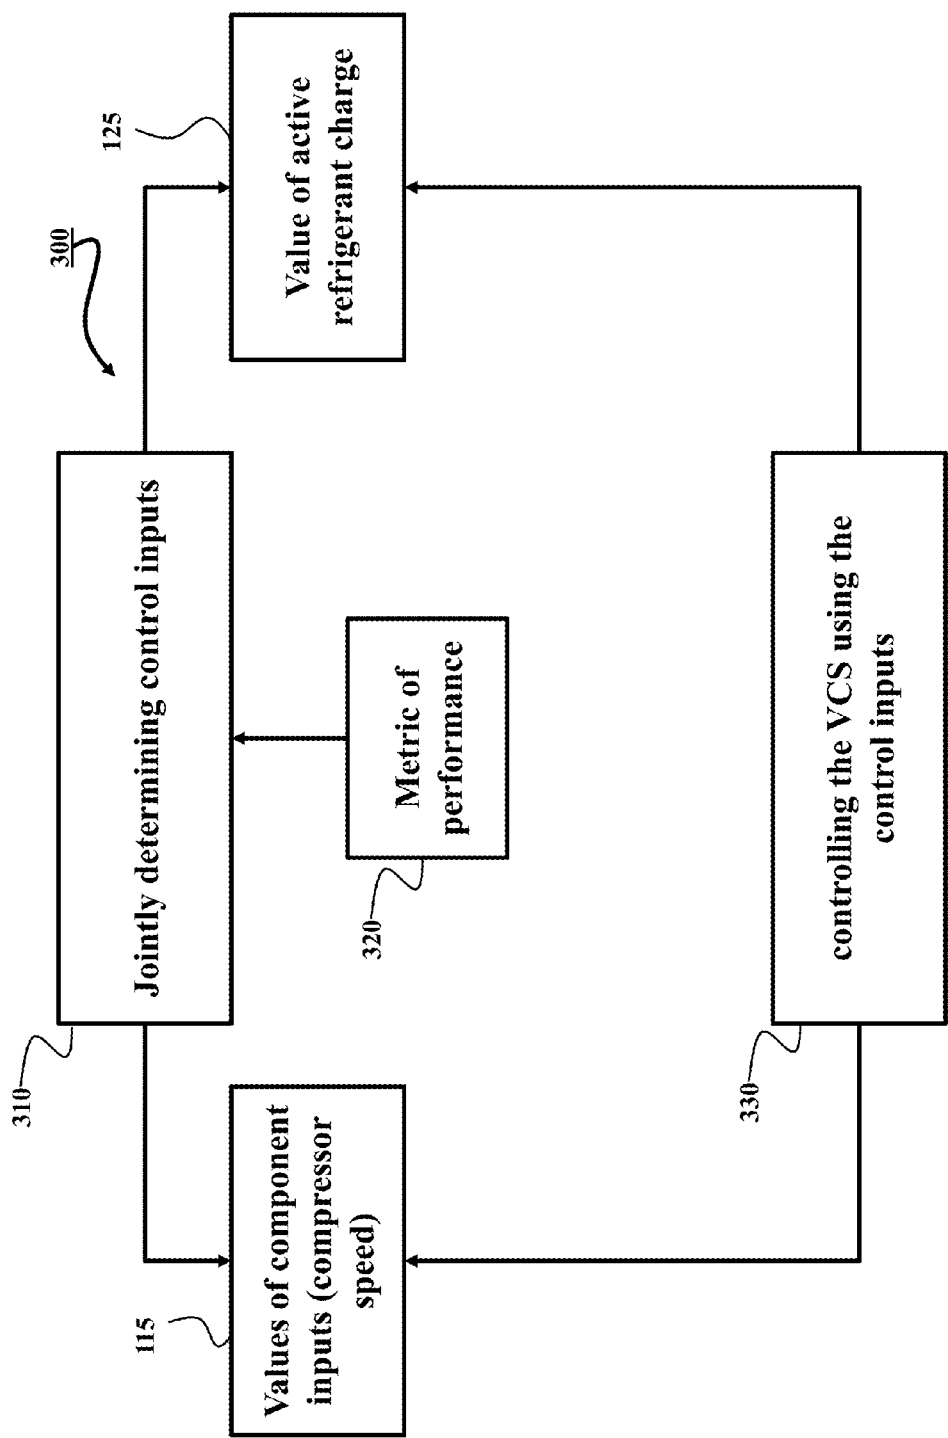 300
310
Jointly determining control inputs
115
125
Values of component
inputs (compressor
speed)
Value of active
refrigerant charge
320
Metric of
performance
330
controlling the VCS using the
control inputs